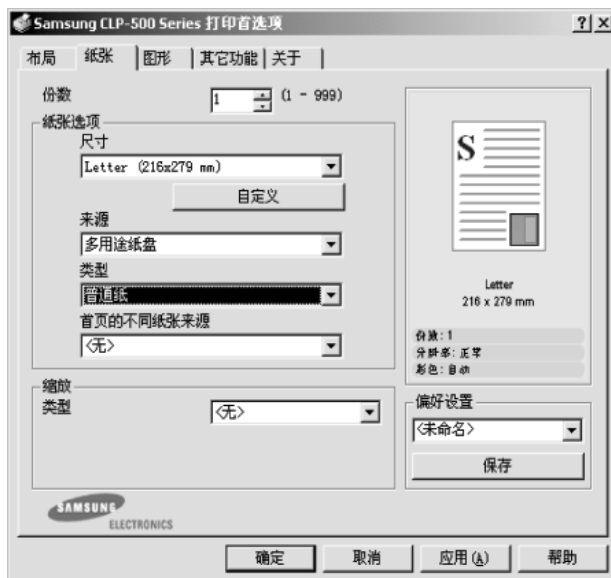 Samsung CLP-500 Series 打印首选项
布局 纸张 图形 其它功能 关于
份数 1 (1 - 999)
纸张选项
尺寸
Letter (216x279 mm)
自定义
来源
多用途纸盘
类型
普通纸
首页的不同纸张来源
<无>
缩放
类型 <无>
S
Letter
216 x 279 mm
份数:1
分辨率:正常
彩色:自动
偏好设置
<未命名>
保存
SAMSUNG
ELECTRONICS
确定 取消 应用(A) 帮助